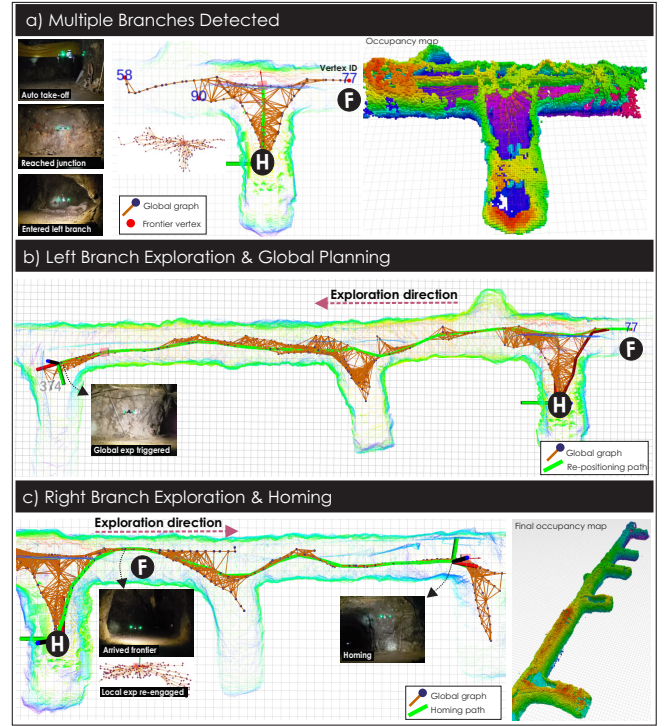 a) Multiple Branches Detected
Auto take-off
Reached junction
Entered left branch
58
90
Vertex ID
77
F
H
Global graph
Frontier vertex
Occupancy map
b) Left Branch Exploration & Global Planning
Exploration direction
77
F
374
H
Global exp triggered
Global graph
Re-positioning path
c) Right Branch Exploration & Homing
Exploration direction
F
H
Arrived frontier
Local exp re-engaged
Homing
Global graph
Homing path
Final occupancy map